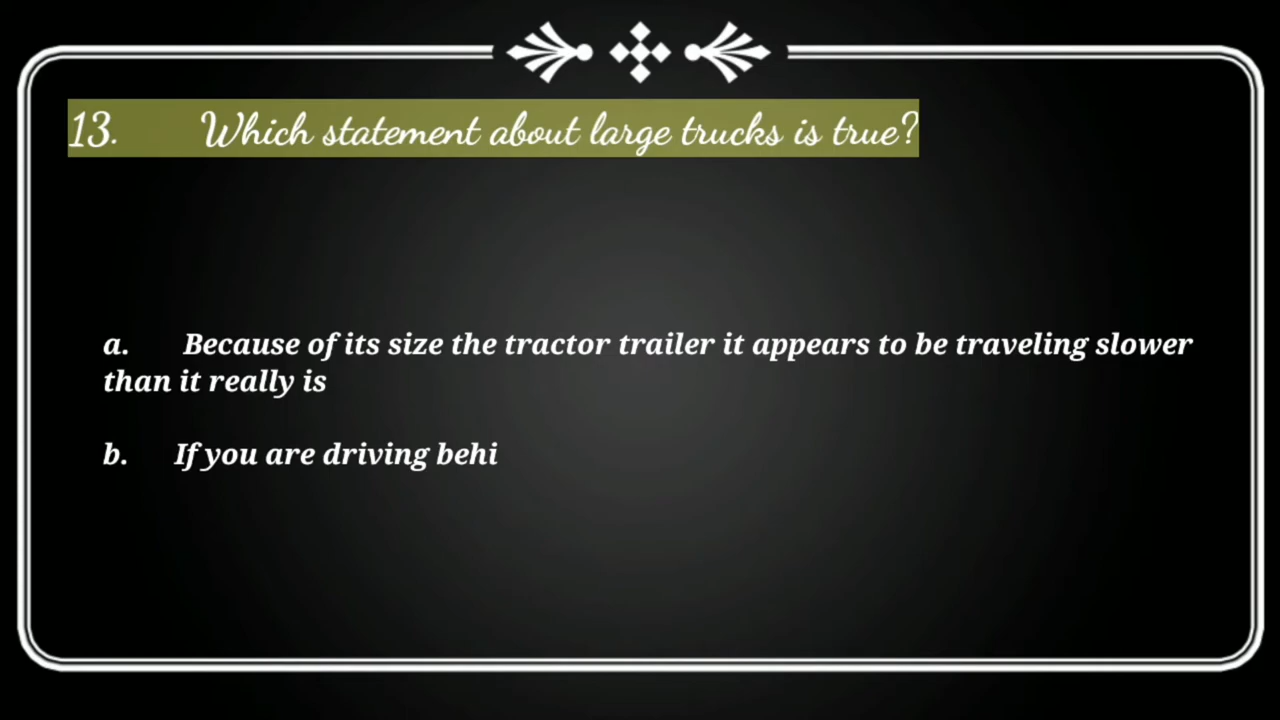 13. Which statement about large trucks is true?
a. Because of its size the tractor trailer it appears to be traveling slower
than it really is
b. If you are driving behi